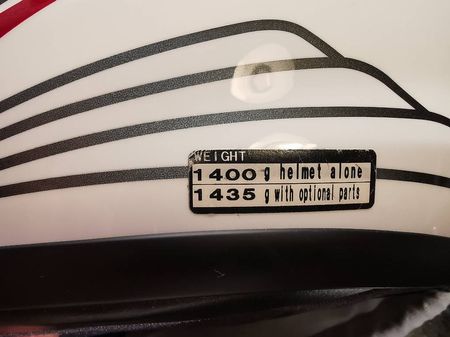 WEIGHT
1400 g helmet alone
1435 g with optional parts